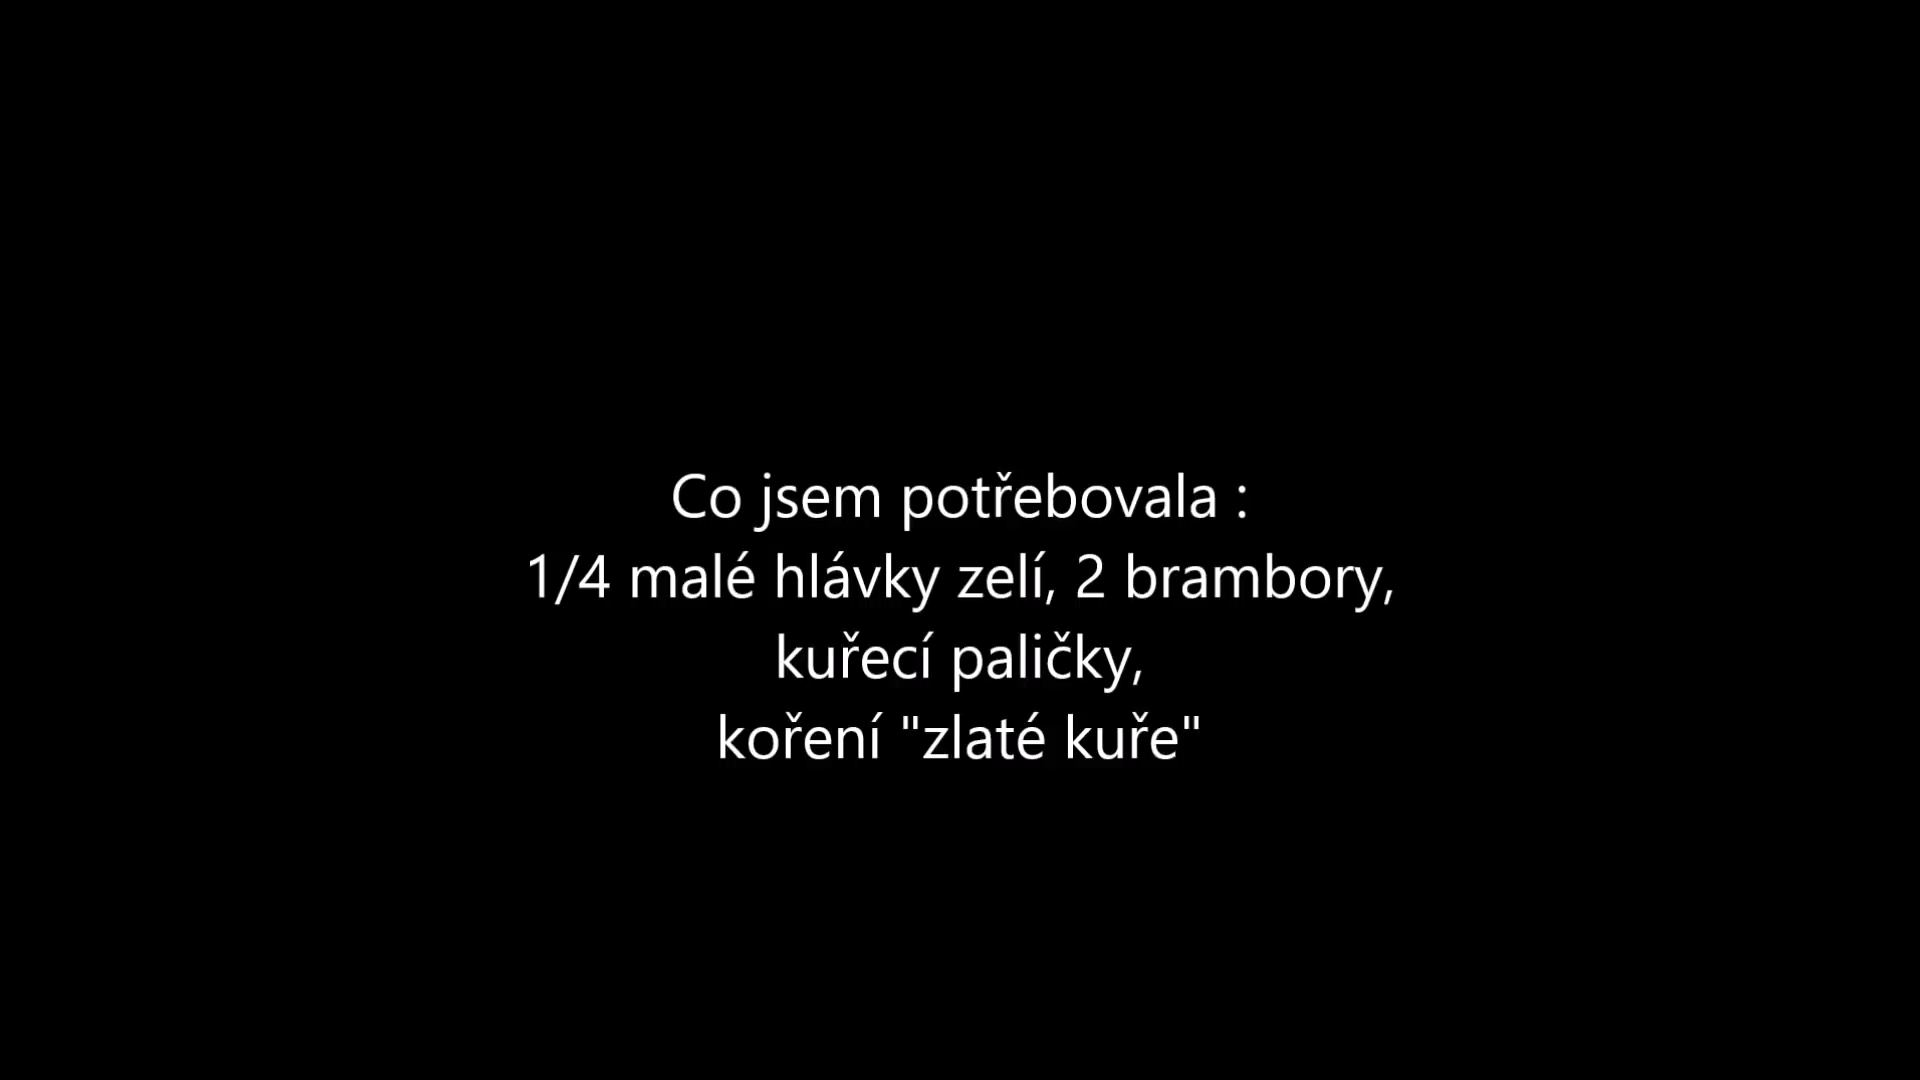 Co jsem potřebovala :
1/4 malé hlávky zelí, 2 brambory,
kuřecí paličky,
koření "zlaté kuře"